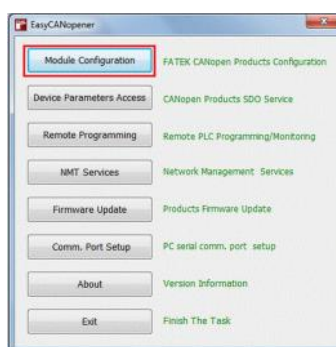 EasyCANopener
Module Configuration FATEK CANopen Products Configuration
Device Parameters Access CANopen Products SDO Service
Remote Programming Remote PLC Programming/Monitoring
NMT Services Network Management Services
Firmware Update Products Firmware Update
Comm. Port Setup PC serial comm. port setup
About Version Information
Exit Finish The Task